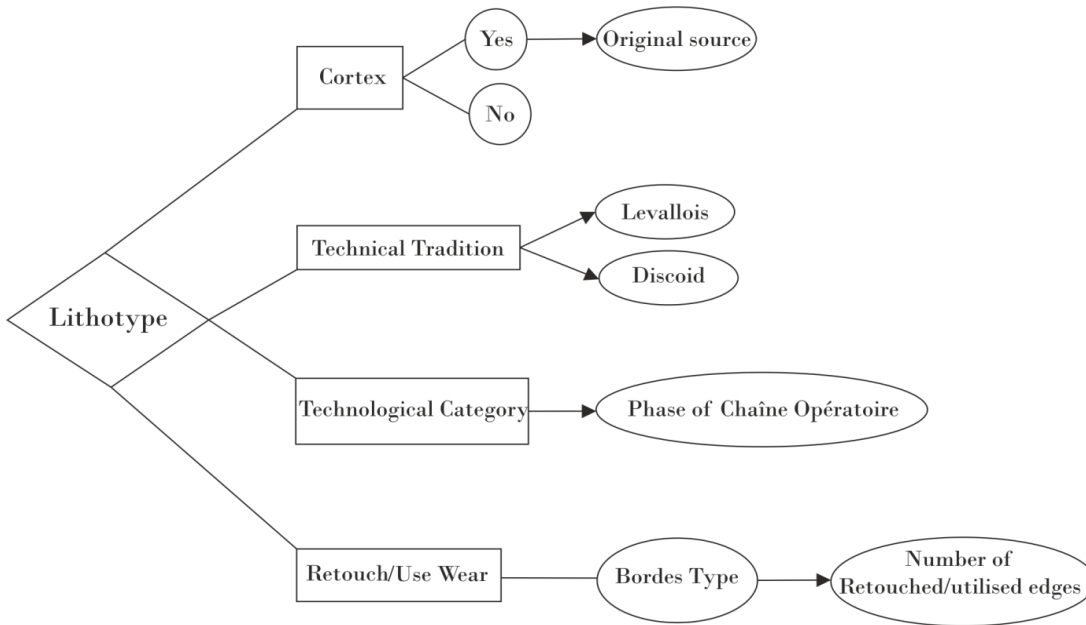 Yes
Original source
Cortex
No
Levallois
Technical Tradition
Discoid
Lithotype
Technological Category
Phase of Chaîne Opératoire
Retouch/Use Wear
Bordes Type
Number of
Retouched/utilised edges